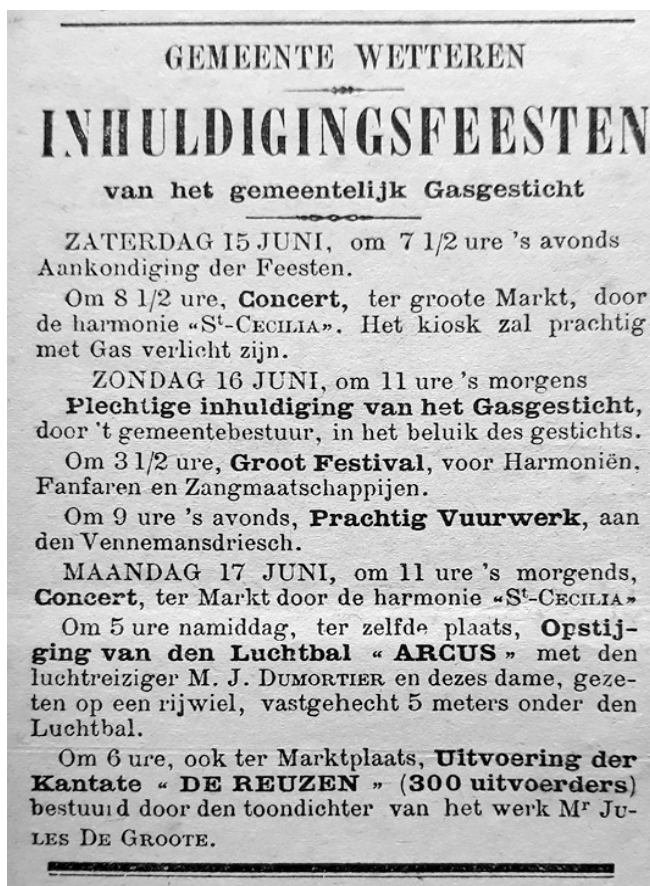 GEMEENTE WETTEREN
INHULDIGINGSFEESTEN
van het gemeentelijk Gasgesticht
ZATERDAG 15 JUNI, om 7 1/2 ure 's avonds
Aankondiging der Feesten.
Om 8 1/2 ure, Concert, ter groote Markt, door
de harmonie «St-CECILIA». Het kiosk zal prachtig
met Gas verlicht zijn.
ZONDAG 16 JUNI, om 11 ure 's morgens
Plechtige inhuldiging van het Gasgesticht,
door 't gemeentebestuur, in het beluik des gestichts.
Om 3 1/2 ure, Groot Festival, voor Harmoniën,
Fanfaren en Zangmaatschappijen.
Om 9 ure 's avonds, Prachtig Vuurwerk, aan
den Vennemansdriesch.
MAANDAG 17 JUNI, om 11 ure 's morgends,
Concert, ter Markt door de harmonie «St-CECILIA»
Om 5 ure namiddag, ter zelfde plaats, Opstij-
ging van den Luchtbal « ARCUS » met den
luchtreiziger M. J. DUMORTIER en dezes dame, geze-
ten op een rijwiel, vastgehecht 5 meters onder den
Luchtbal.
Om 6 ure, ook ter Marktplaats, Uitvoering der
Kantate « DE REUZEN » (300 uitvoerders)
bestuurd door den toondichter van het werk Mr JU-
LES DE GROOTE.